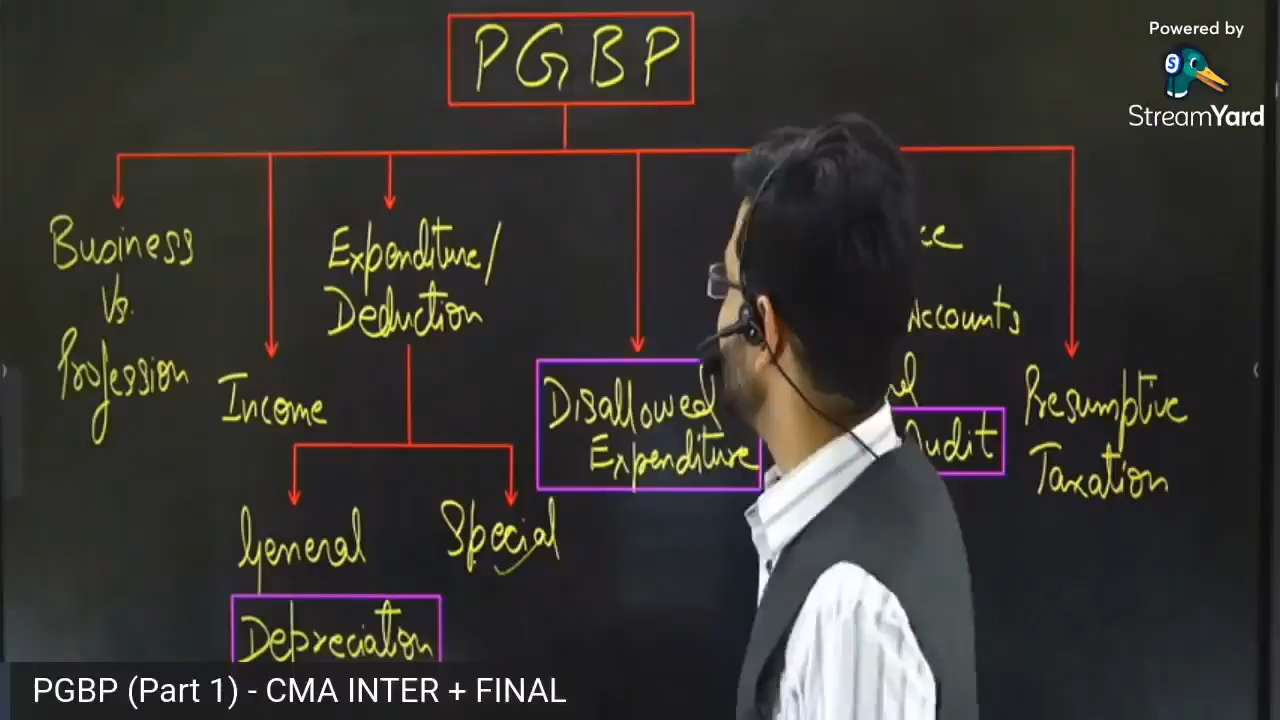 PGBP
Powered by
StreamYard
Business
Vs.
Profession
Income
Expenditure/
Deduction
General
Depreciation
Special
Disallowed
Expenditure
Accounts
Audit
Presumptive
Taxation
PGBP (Part 1) - CMA INTER + FINAL